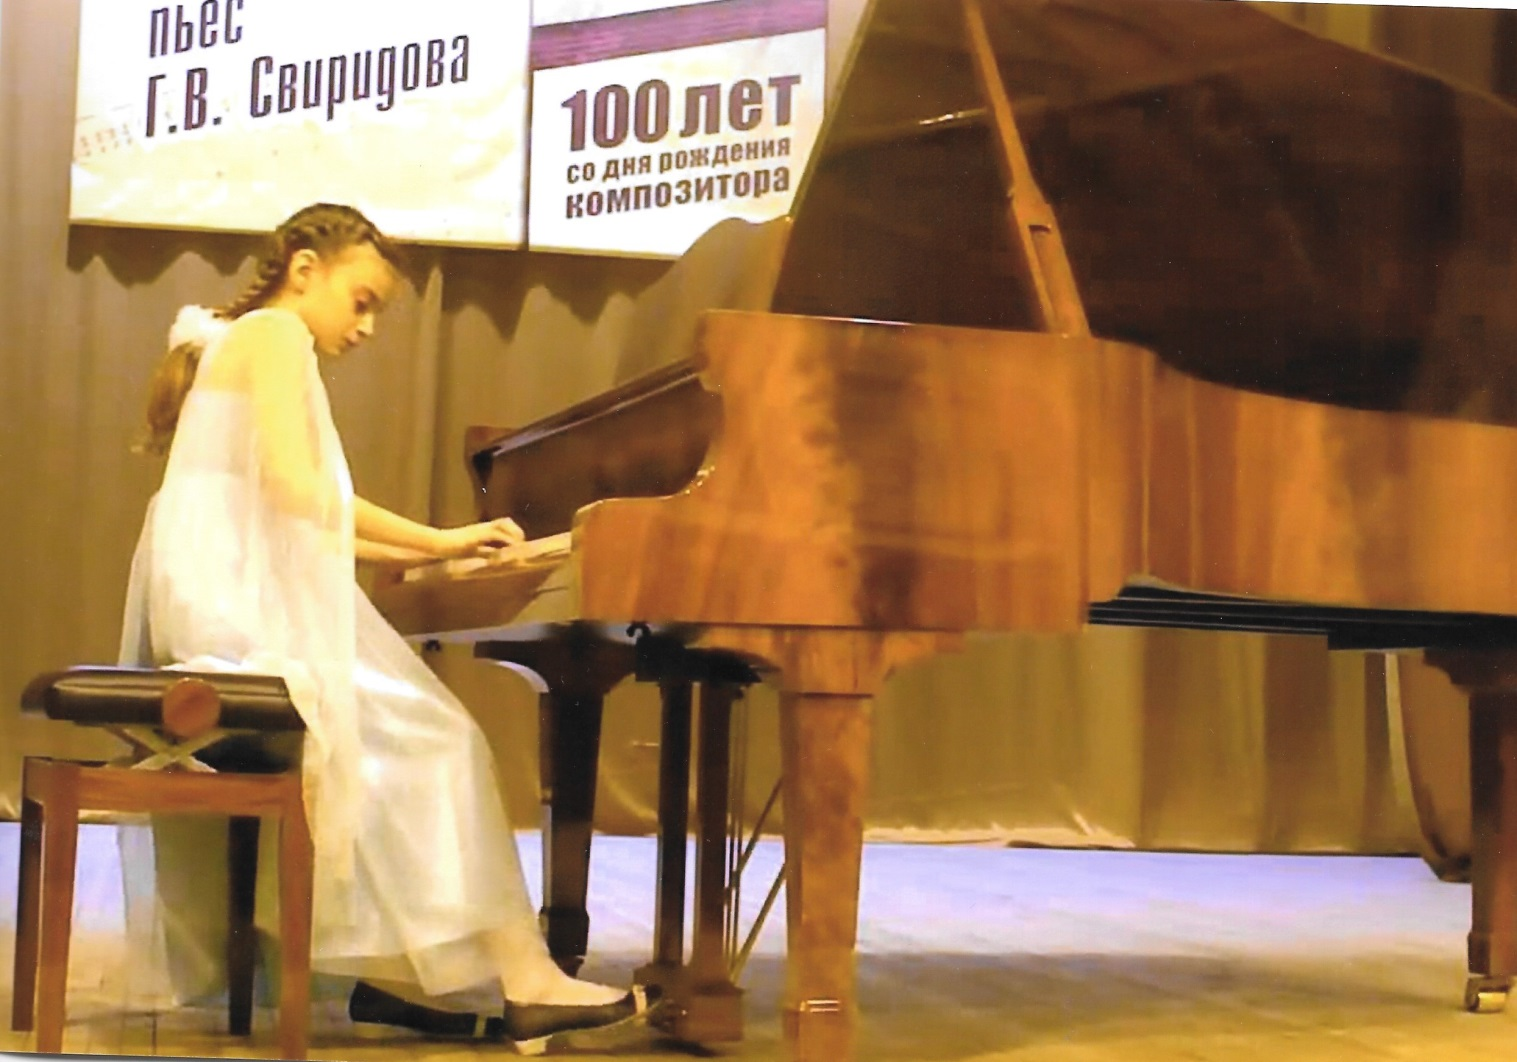 пьес
Г.В. Свиридова
100 лет
со дня рождения
композитора